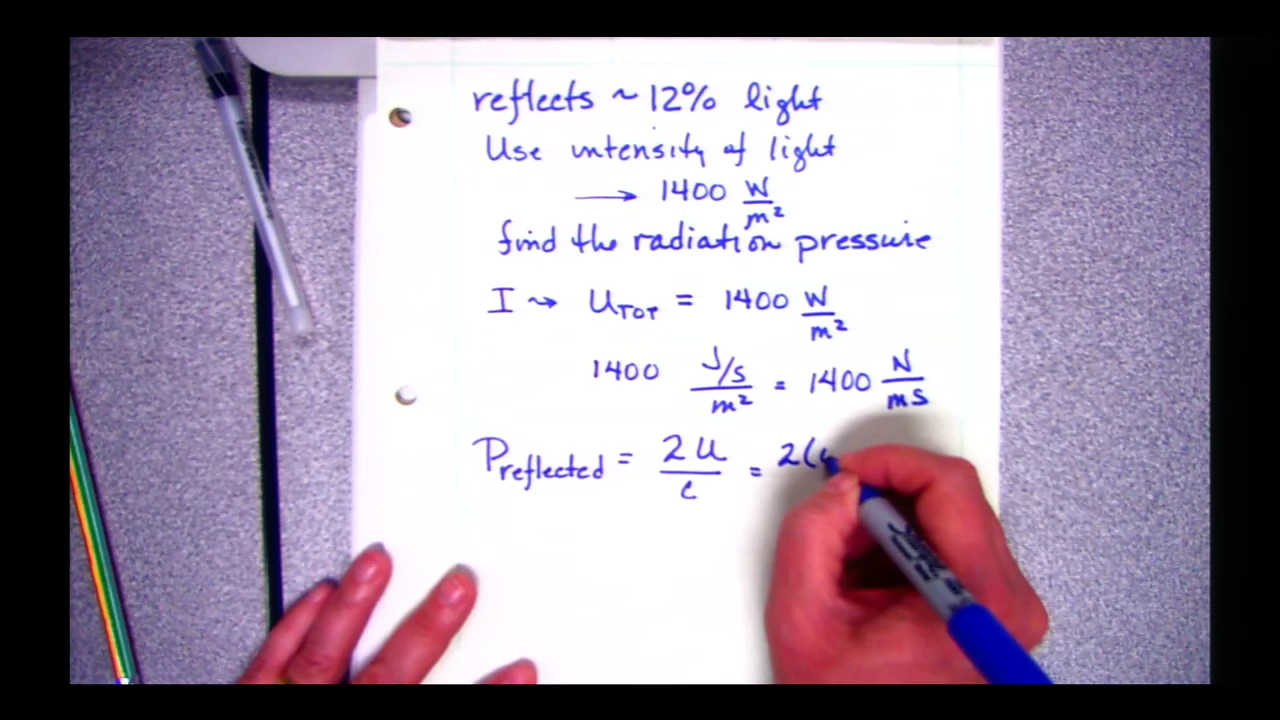 reflects ~ 12% light
Use intensity of light
→ 1400 W/m²
find the radiation pressure
I ⇝ U_TOT = 1400 W/m²
1400 J/s/m² = 1400 N/ms
P_reflected = 2U/c = 2(